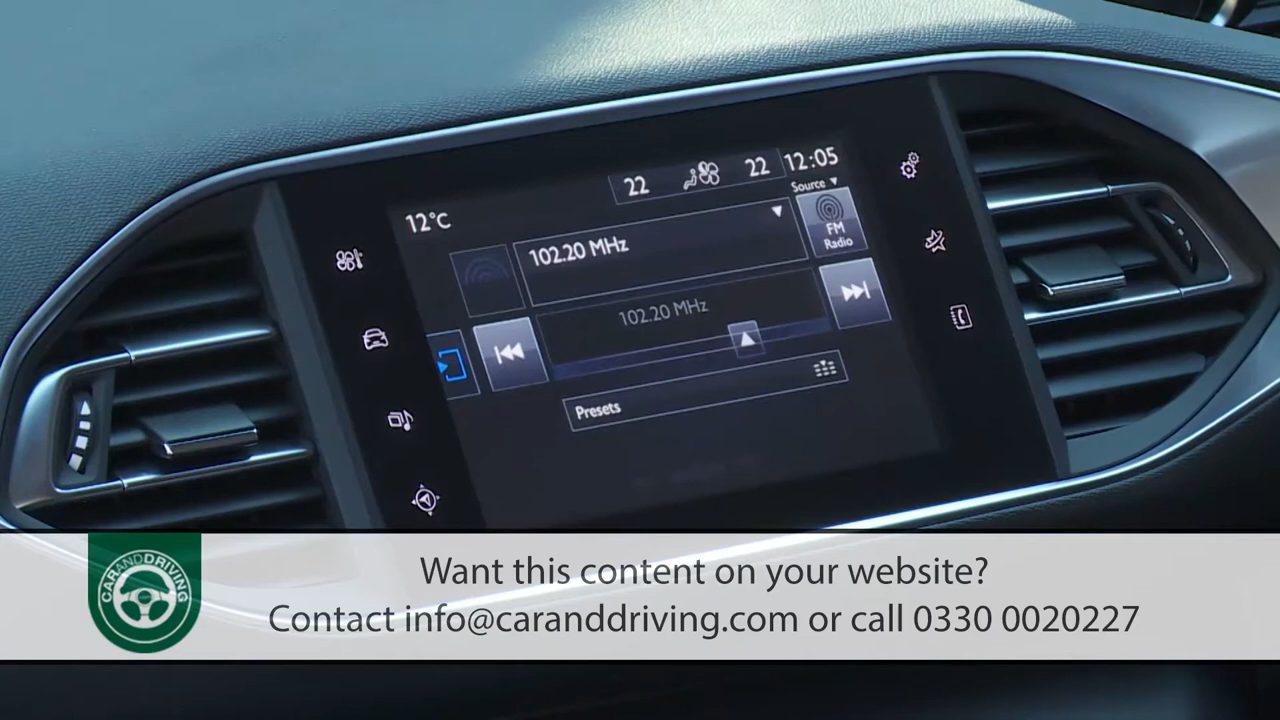 22 22 12:05
Source
12°C
FM
Radio
102.20 MHz
102.20 MHz
Presets
CARANDDRIVING
Want this content on your website?
Contact info@caranddriving.com or call 0330 0020227